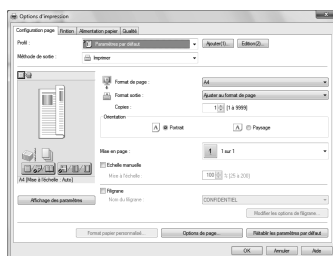 Options d'impression
Configuration page Finition Alimentation papier Qualité
Profil : Paramètres par défaut Ajouter(1)... Edition(2)...
Méthode de sortie : Imprimer
Format de page : A4
Format sortie : Ajuster au format de page
Copies : 1 [1 à 9999]
Orientation
A Portrait A Paysage
Mise en page : 1 1 sur 1
Echelle manuelle
Mise à l'échelle : 100 % [25 à 200]
A4 [Mise à l'échelle : Auto]
Filigrane
Nom du filigrane : CONFIDENTIEL
Affichage des paramètres
Modifier les options de filigrane...
Format papier personnalisé... Options de page... Rétablir les paramètres par défaut
OK Annuler Aide